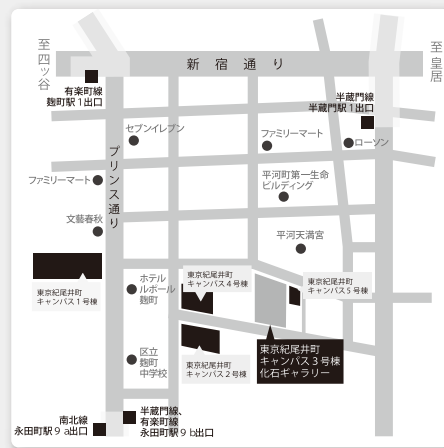 至四ッ谷
新宿通り
至皇居
有楽町線
麹町駅1出口
半蔵門線
半蔵門駅1出口
セブンイレブン
ファミリーマート
ローソン
プリンス通り
ファミリーマート
平河町第一生命
ビルディング
文藝春秋
平河天満宮
東京紀尾井町
キャンパス1号棟
ホテル
ルポール
麹町
東京紀尾井町
キャンパス4号棟
東京紀尾井町
キャンパス5号棟
区立
麹町
中学校
東京紀尾井町
キャンパス2号棟
東京紀尾井町
キャンパス3号棟
化石ギャラリー
南北線
永田町駅9a出口
半蔵門線、
有楽町線
永田町駅9b出口